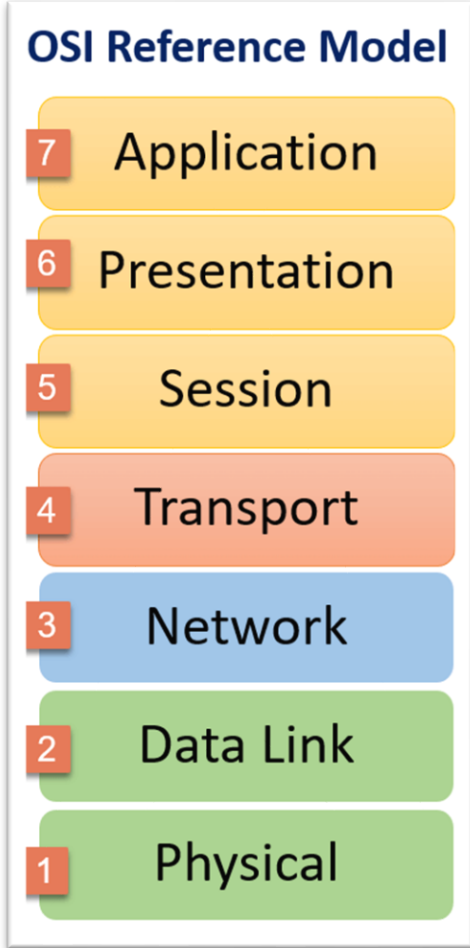 OSI Reference Model
7 Application
6 Presentation
5 Session
4 Transport
3 Network
2 Data Link
1 Physical